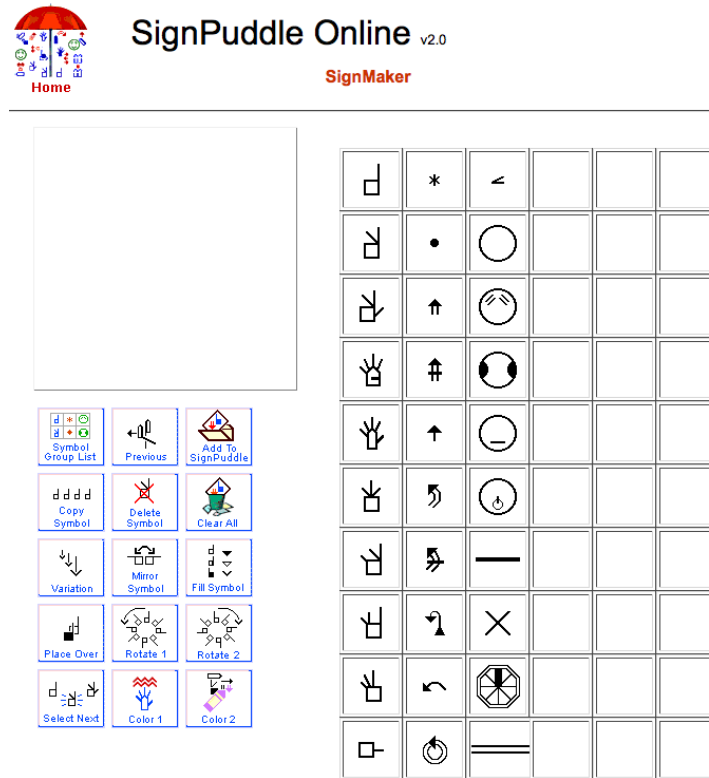 SignPuddle Online v2.0
SignMaker
Home
Symbol
Group List
Previous
Add To
SignPuddle
Copy
Symbol
Delete
Symbol
Clear All
Variation
Mirror
Symbol
Fill Symbol
Place Over
Rotate 1
Rotate 2
Select Next
Color 1
Color 2